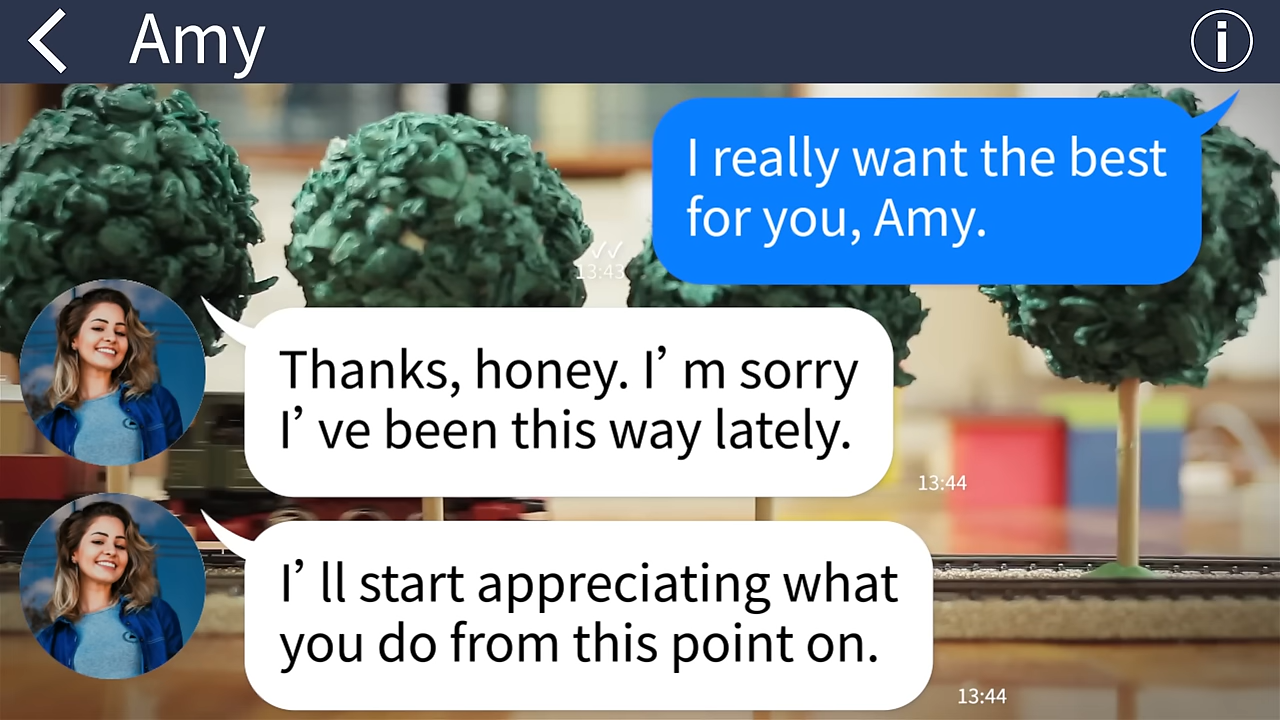 Amy
I really want the best
for you, Amy.
13:43
Thanks, honey. I’ m sorry
I’ ve been this way lately.
13:44
I’ ll start appreciating what
you do from this point on.
13:44